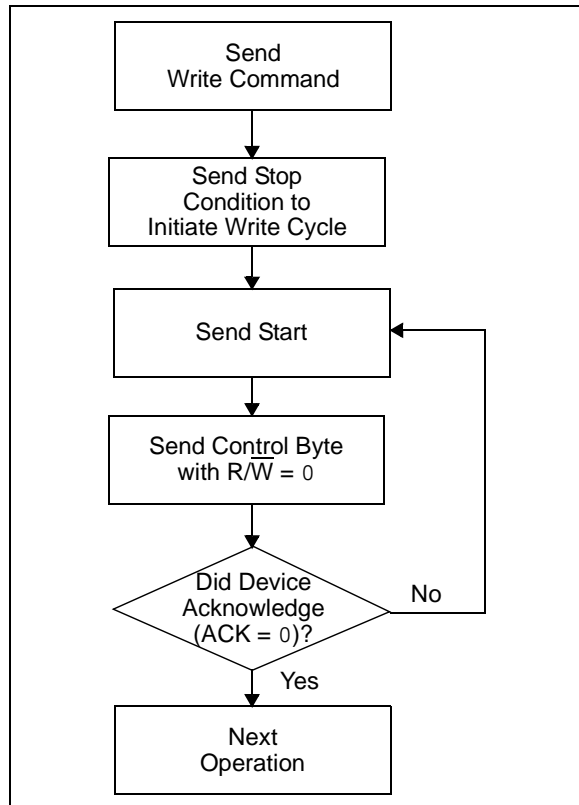 Send
Write Command
Send Stop
Condition to
Initiate Write Cycle
Send Start
Send Control Byte
with R/W̅ = 0
Did Device
Acknowledge
(ACK = 0)?
No
Yes
Next
Operation